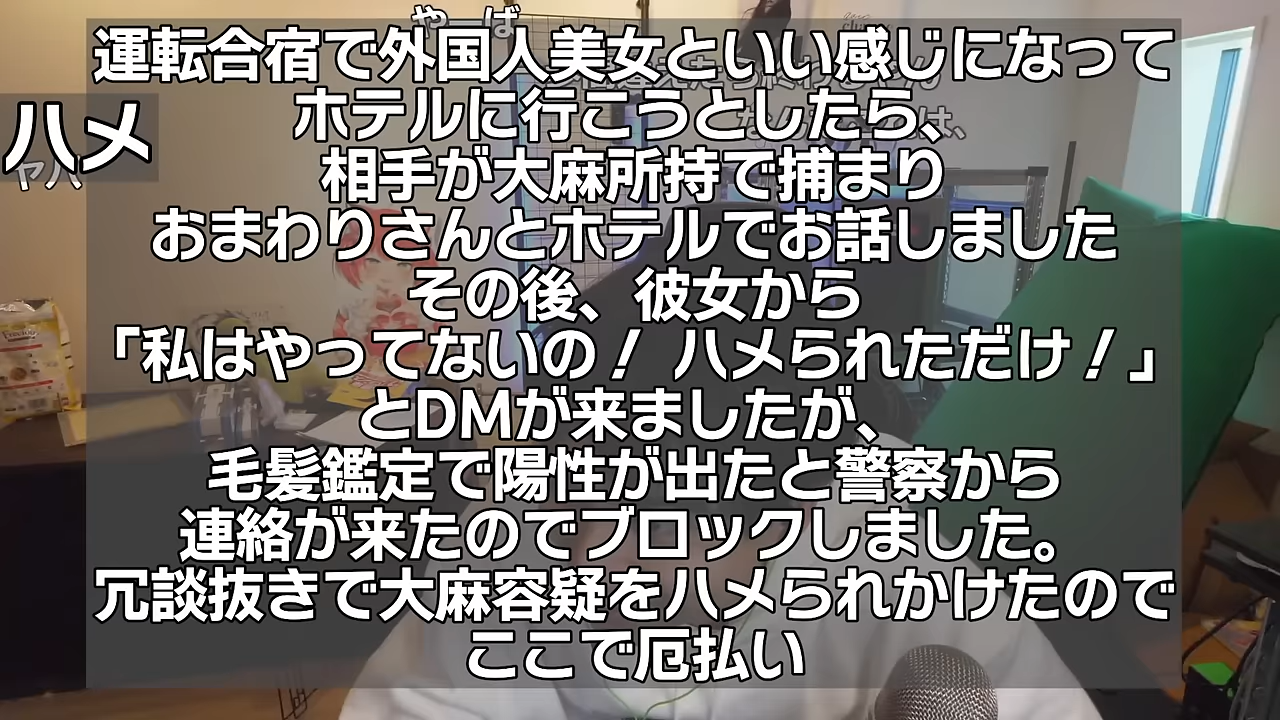 やーば
運転合宿で外国人美女といい感じになって
ホテルに行こうとしたら、
ハメ
ヤバ
相手が大麻所持で捕まり
おまわりさんとホテルでお話しました
その後、彼女から
「私はやってないの！ ハメられただけ！」
とDMが来ましたが、
毛髪鑑定で陽性が出たと警察から
連絡が来たのでブロックしました。
冗談抜きで大麻容疑をハメられかけたので
ここで厄払い